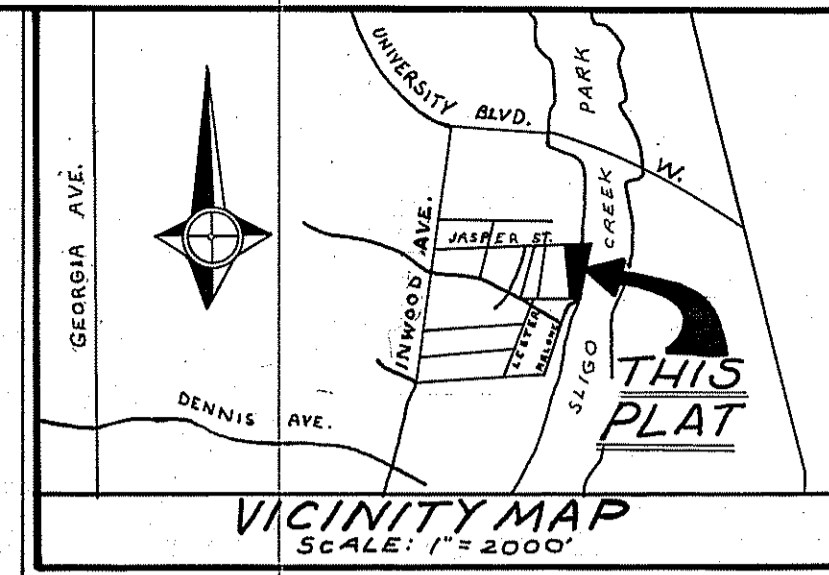 UNIVERSITY BLVD. W.
PARK
GEORGIA AVE.
INWOOD AVE.
JASPER ST.
CREEK
LESTER
MALONE
SLIGO
DENNIS AVE.
THIS
PLAT
VICINITY MAP
SCALE: 1"=2000'